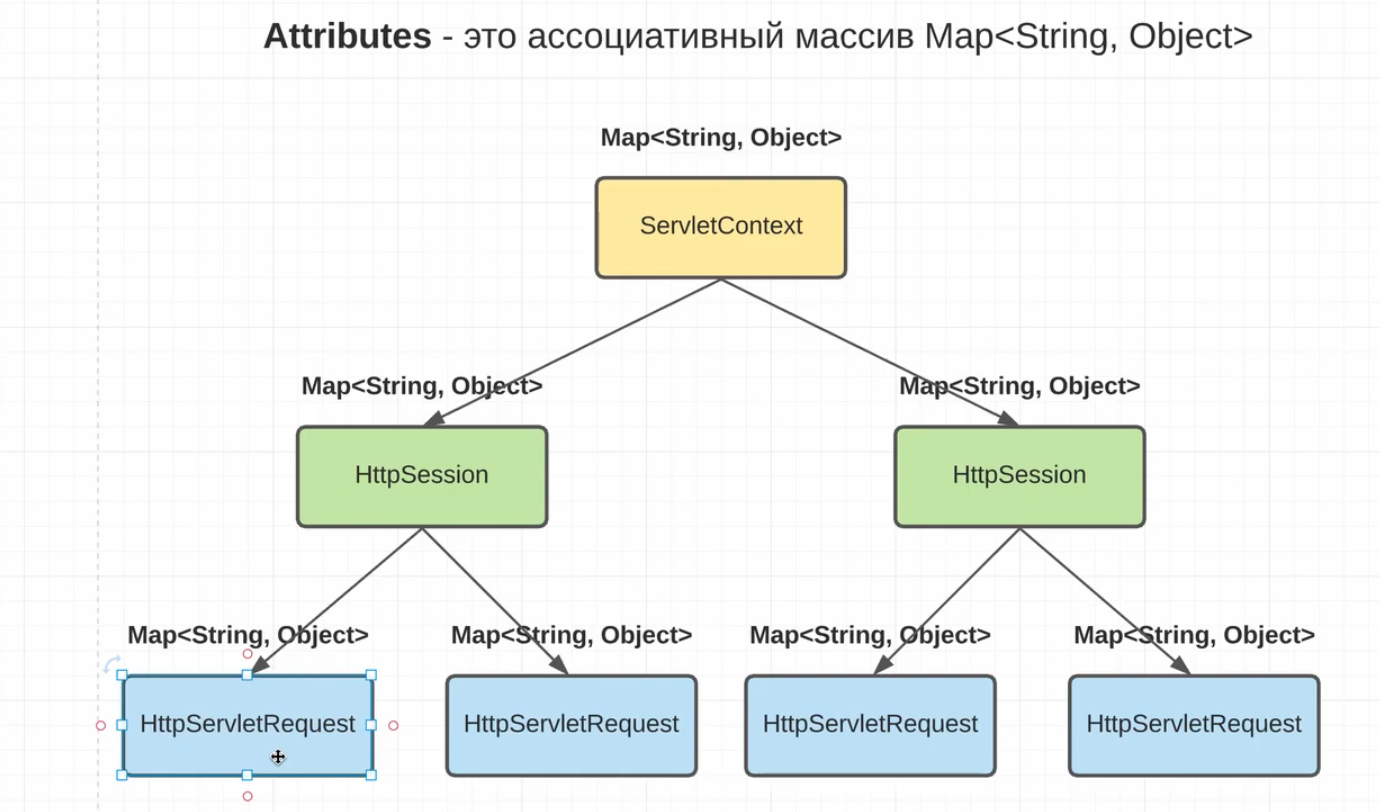 Attributes - это ассоциативный массив Map<String, Object>
Map<String, Object>
ServletContext
Map<String, Object>
Map<String, Object>
HttpSession
HttpSession
Map<String, Object>
Map<String, Object>
Map<String, Object>
Map<String, Object>
HttpServletRequest
HttpServletRequest
HttpServletRequest
HttpServletRequest